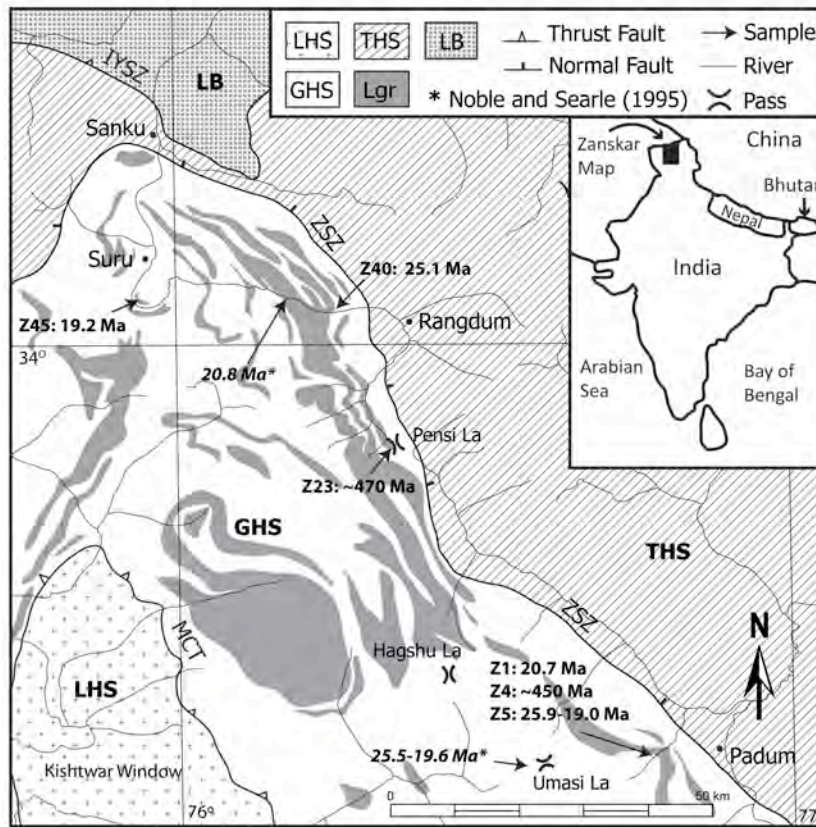 LHS THS LB Thrust Fault Sample
Normal Fault River
GHS Lgr * Noble and Searle (1995) Pass
IYSZ
LB
Sanku
Zanskar
Map
China
Bhutan
Nepal
India
Arabian
Sea
Bay of
Bengal
ZSZ
Suru
Z40: 25.1 Ma
Z45: 19.2 Ma
Rangdum
34o
20.8 Ma*
Pensi La
Z23: ~470 Ma
GHS
THS
ZSZ
N
MCT
Hagshu La
LHS
Z1: 20.7 Ma
Z4: ~450 Ma
Z5: 25.9-19.0 Ma
Padum
Kishtwar Window
25.5-19.6 Ma*
Umasi La
0 50 km
76o
77